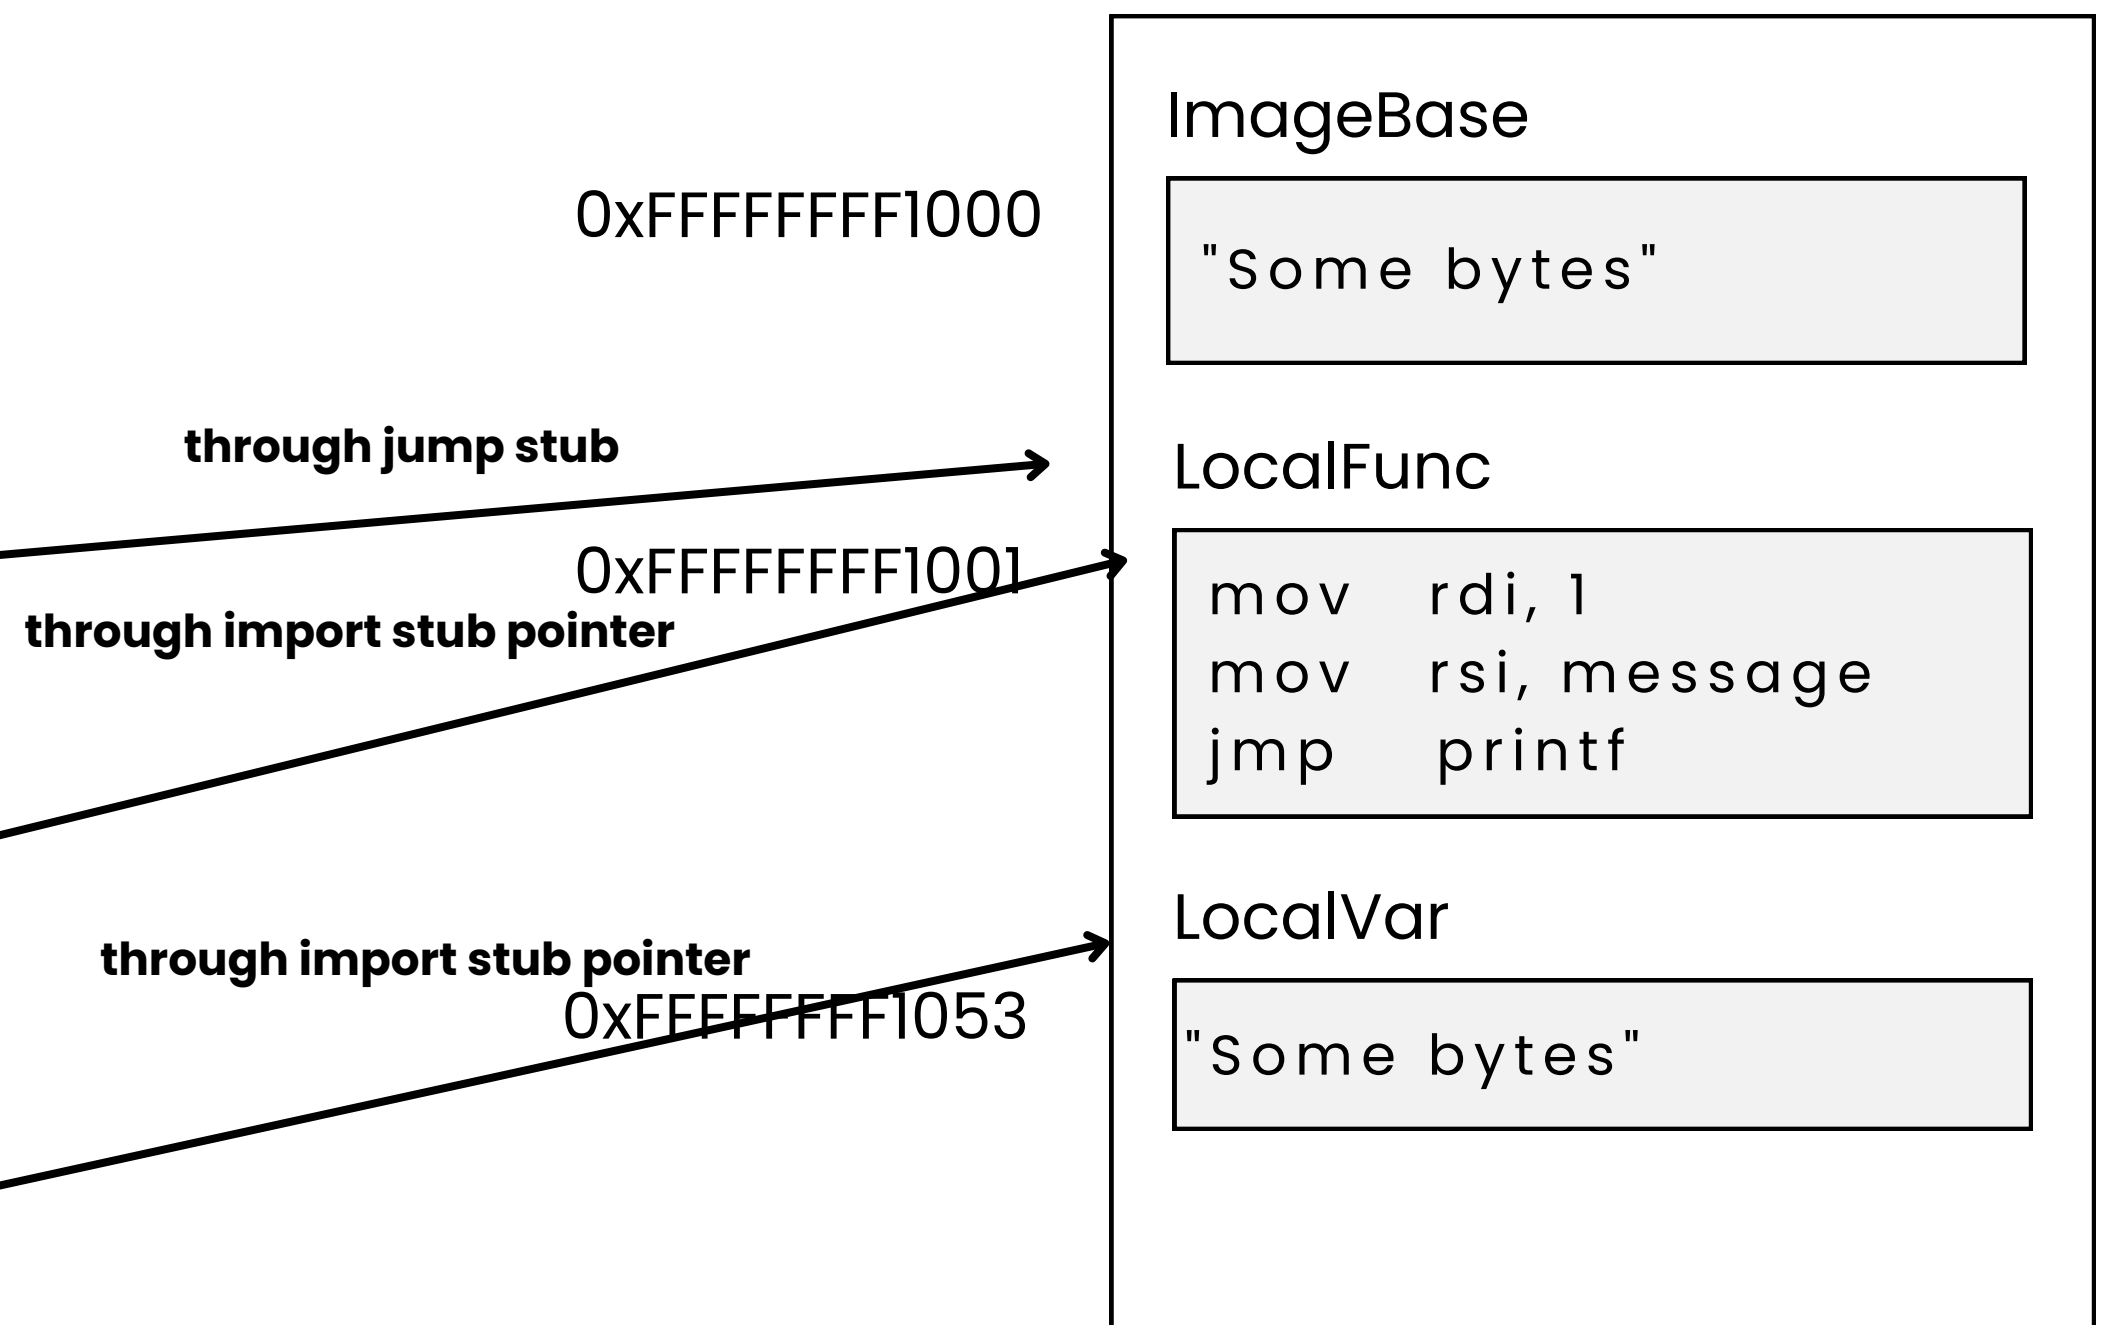 ImageBase
0xFFFFFFFF1000
"Some bytes"
through jump stub
LocalFunc
0xFFFFFFFF1001
through import stub pointer
mov rdi, 1
mov rsi, message
jmp printf
LocalVar
through import stub pointer
0xFFFFFFFF1053
"Some bytes"